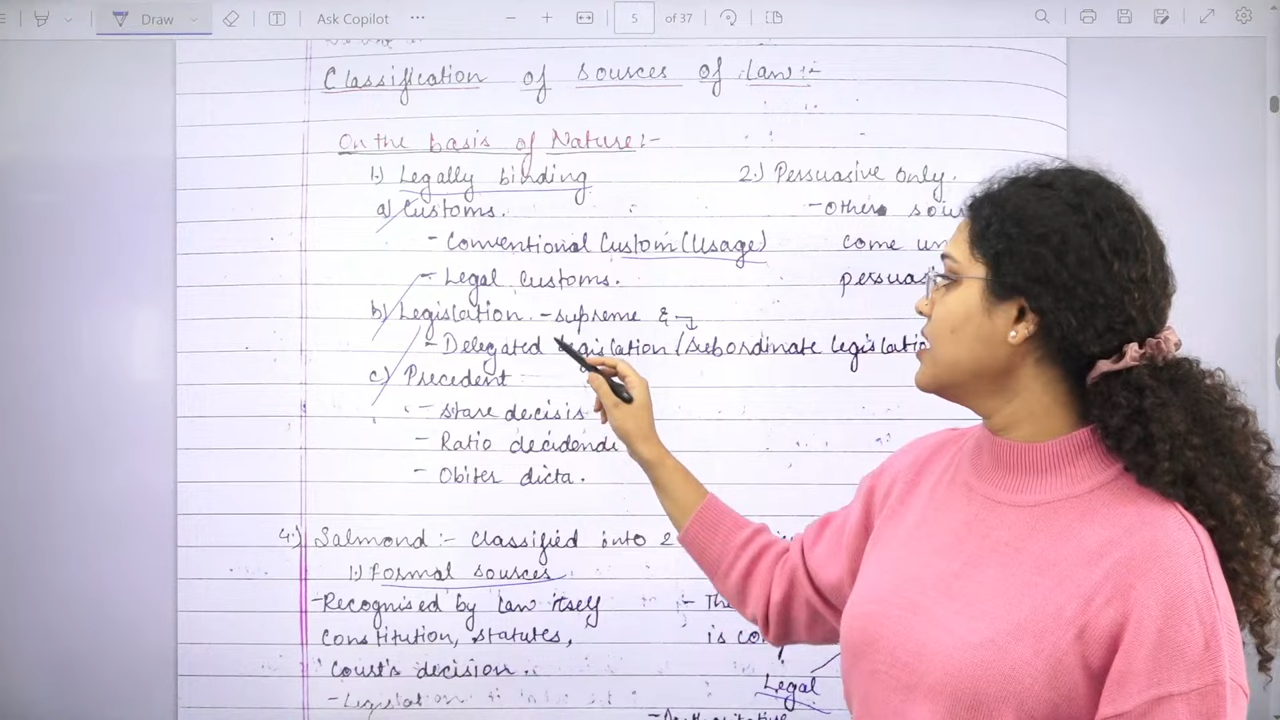 Draw
Ask Copilot
5 of 37
Classification of sources of law :-
On the basis of Nature :-
1.) Legally binding
2.) Persuasive only.
a) Customs.
- Others
- Conventional Custom (Usage)
come
- Legal customs.
b) Legislation - supreme &
- Delegated legislation / Subordinate
c) Precedent
- stare decisis
- Ratio decidendi
- Obiter dicta.
4.) Salmond :- Classified into 2
1.) Formal sources
- Recognised by law itself
constitution, statutes,
is
Court's decision.
Legal
- Legislation